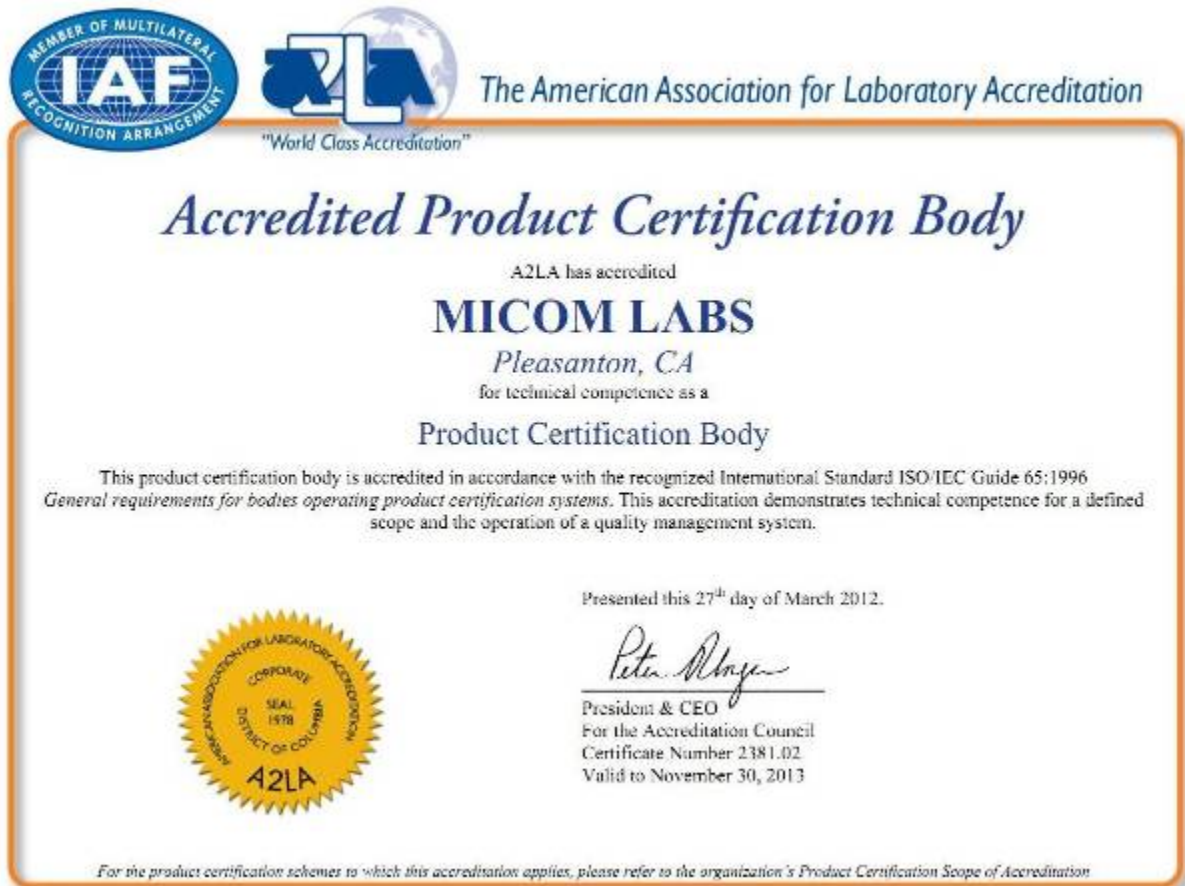 MEMBER OF MULTILATERAL
IAF
RECOGNITION ARRANGEMENT
A2LA
"World Class Accreditation"
The American Association for Laboratory Accreditation
Accredited Product Certification Body
A2LA has accredited
MICOM LABS
Pleasanton, CA
for technical competence as a
Product Certification Body
This product certification body is accredited in accordance with the recognized International Standard ISO/IEC Guide 65:1996
General requirements for bodies operating product certification systems. This accreditation demonstrates technical competence for a defined
scope and the operation of a quality management system.
Presented this 27th day of March 2012.
Peter Unger
President & CEO
For the Accreditation Council
Certificate Number 2381.02
Valid to November 30, 2013
AMERICAN ASSOCIATION FOR LABORATORY ACCREDITATION
CORPORATE
SEAL
1978
DISTRICT OF COLUMBIA
A2LA
For the product certification schemes to which this accreditation applies, please refer to the organization's Product Certification Scope of Accreditation